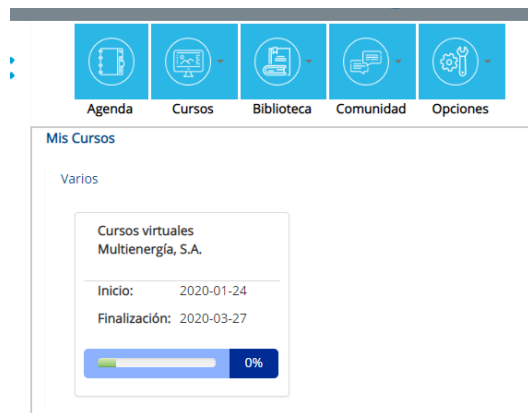 Agenda Cursos Biblioteca Comunidad Opciones
Mis Cursos
Varios
Cursos virtuales
Multienergía, S.A.
Inicio: 2020-01-24
Finalización: 2020-03-27
0%